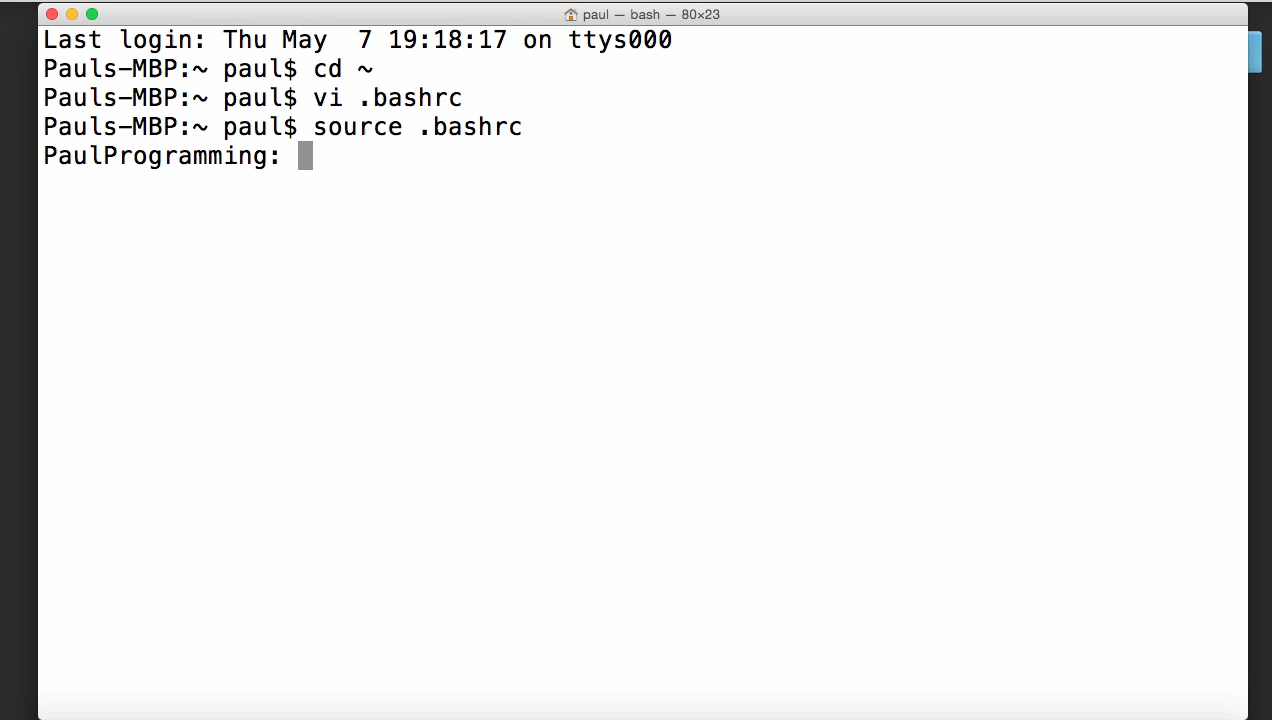 paul — bash — 80×23
Last login: Thu May  7 19:18:17 on ttys000
Pauls-MBP:~ paul$ cd ~
Pauls-MBP:~ paul$ vi .bashrc
Pauls-MBP:~ paul$ source .bashrc
PaulProgramming: